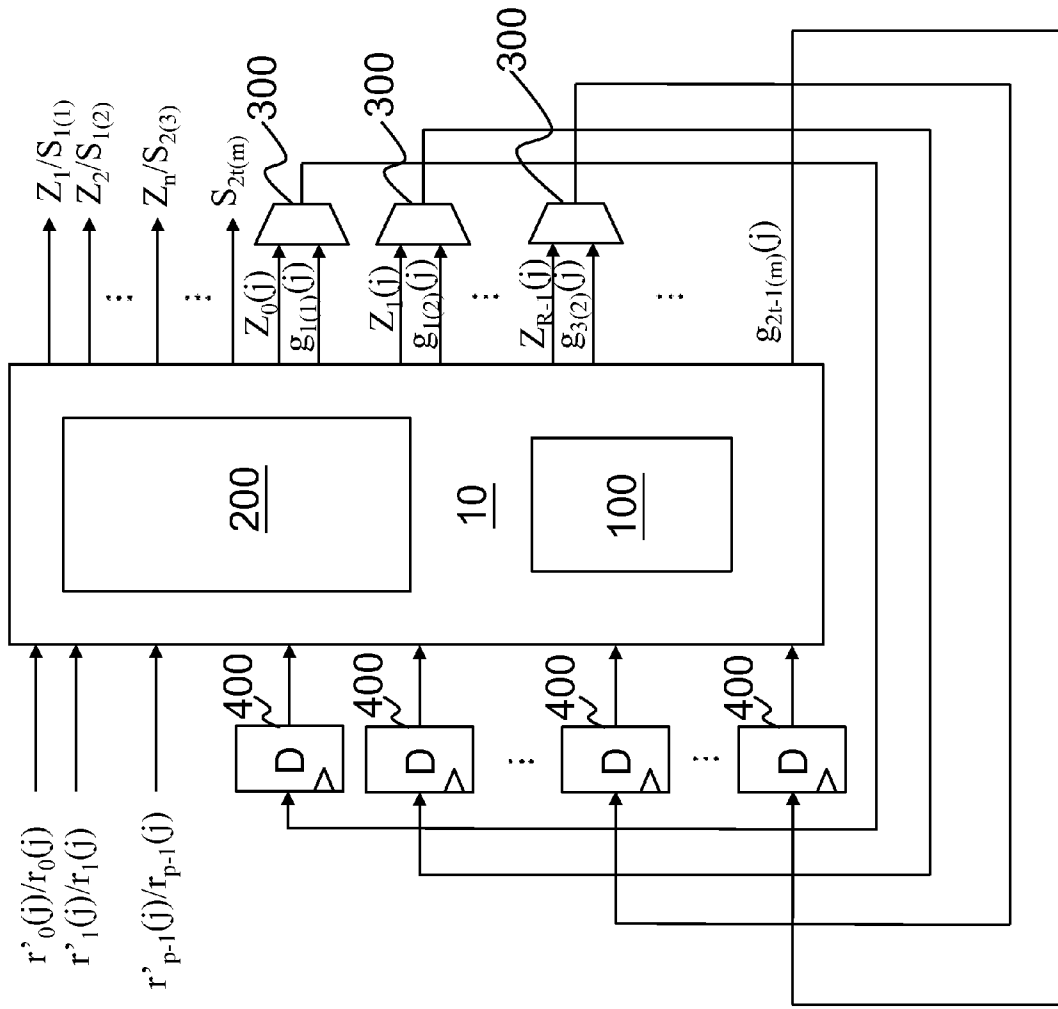 r'₀(j)/r₀(j)
r'₁(j)/r₁(j)
r'ₚ₋₁(j)/rₚ₋₁(j)
400
D
400
D
...
400
D
...
400
D
200
10
100
Z₁/S₁₍₁₎
Z₂/S₁₍₂₎
...
Zₙ/S₂₍₃₎
...
S₂ₜ₍ₘ₎
Z₀(j)
g₁₍₁₎(j)
300
Z₁(j)
g₁₍₂₎(j)
300
...
Z_{R-1}(j)
g₃₍₂₎(j)
300
...
g₂ₜ₋₁₍ₘ₎(j)